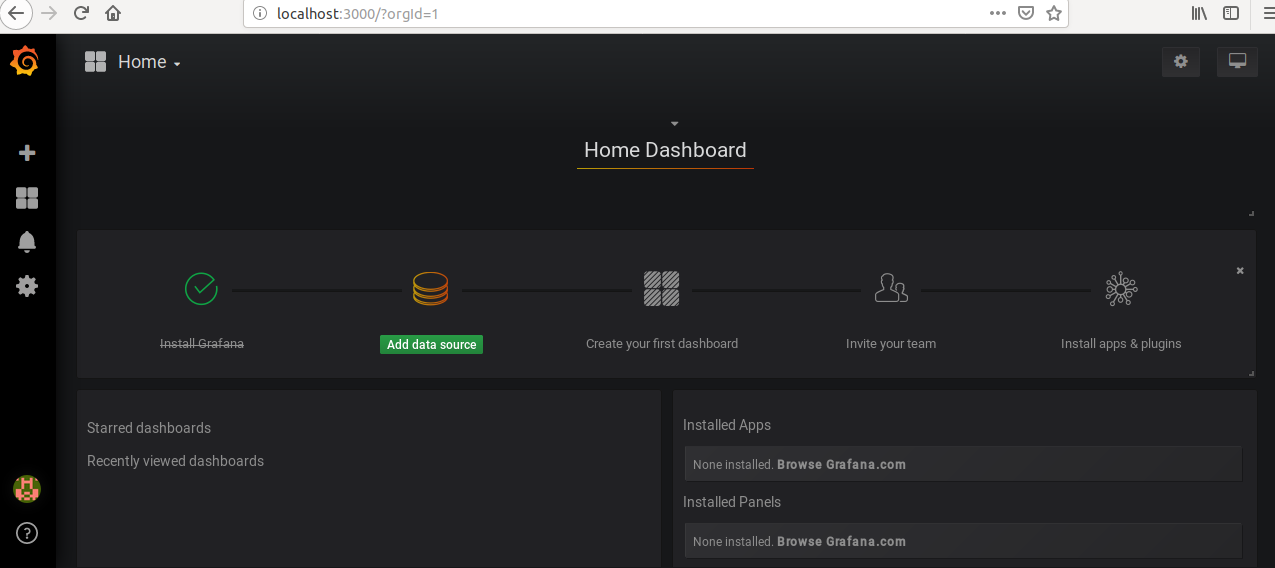 localhost:3000/?orgId=1
Home
Home Dashboard
Install Grafana
Add data source
Create your first dashboard
Invite your team
Install apps & plugins
Starred dashboards
Recently viewed dashboards
Installed Apps
None installed. Browse Grafana.com
Installed Panels
None installed. Browse Grafana.com